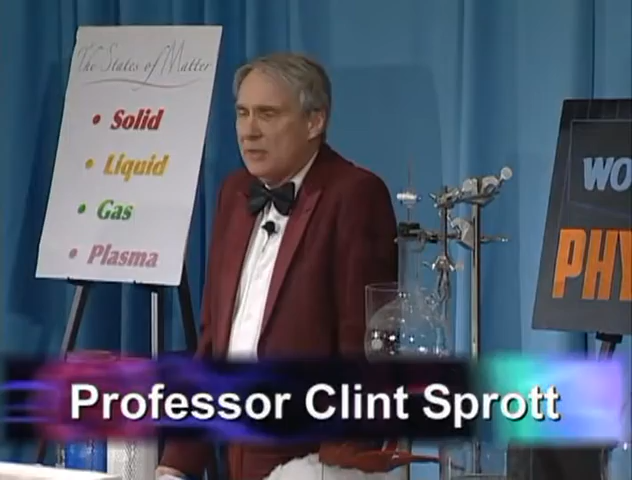 The States of Matter
• Solid
• Liquid
• Gas
• Plasma
WO
PHY
Professor Clint Sprott